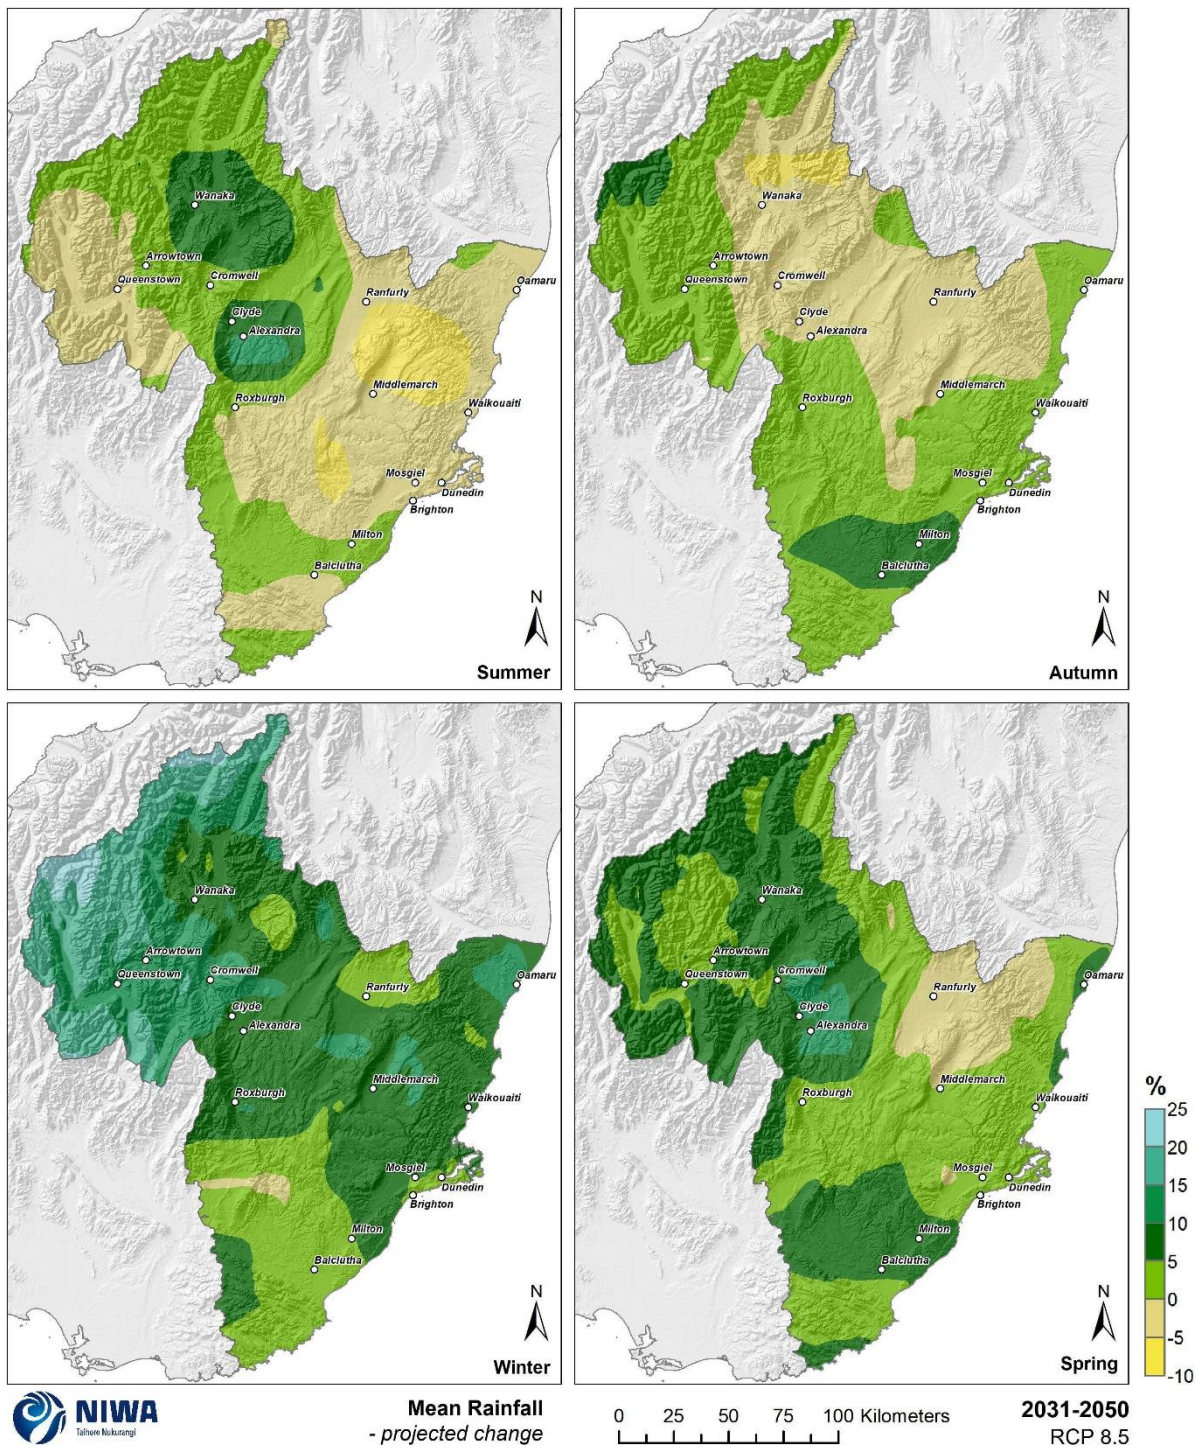 Wanaka
Arrowtown
Queenstown
Cromwell
Clyde
Alexandra
Ranfurly
Oamaru
Middlemarch
Roxburgh
Waikouaiti
Mosgiel
Dunedin
Brighton
Milton
Balclutha
N
Summer
Wanaka
Arrowtown
Queenstown
Cromwell
Clyde
Alexandra
Ranfurly
Oamaru
Middlemarch
Roxburgh
Waikouaiti
Mosgiel
Dunedin
Brighton
Milton
Balclutha
N
Autumn
Wanaka
Arrowtown
Queenstown
Cromwell
Clyde
Alexandra
Ranfurly
Oamaru
Middlemarch
Roxburgh
Waikouaiti
Mosgiel
Dunedin
Brighton
Milton
Balclutha
N
Winter
Wanaka
Arrowtown
Queenstown
Cromwell
Clyde
Alexandra
Ranfurly
Oamaru
Middlemarch
Roxburgh
Waikouaiti
Mosgiel
Dunedin
Brighton
Milton
Balclutha
N
Spring
%
25
20
15
10
5
0
-5
-10
NIWA
Taihoro Nukurangi
Mean Rainfall
- projected change
0 25 50 75 100 Kilometers
2031-2050
RCP 8.5